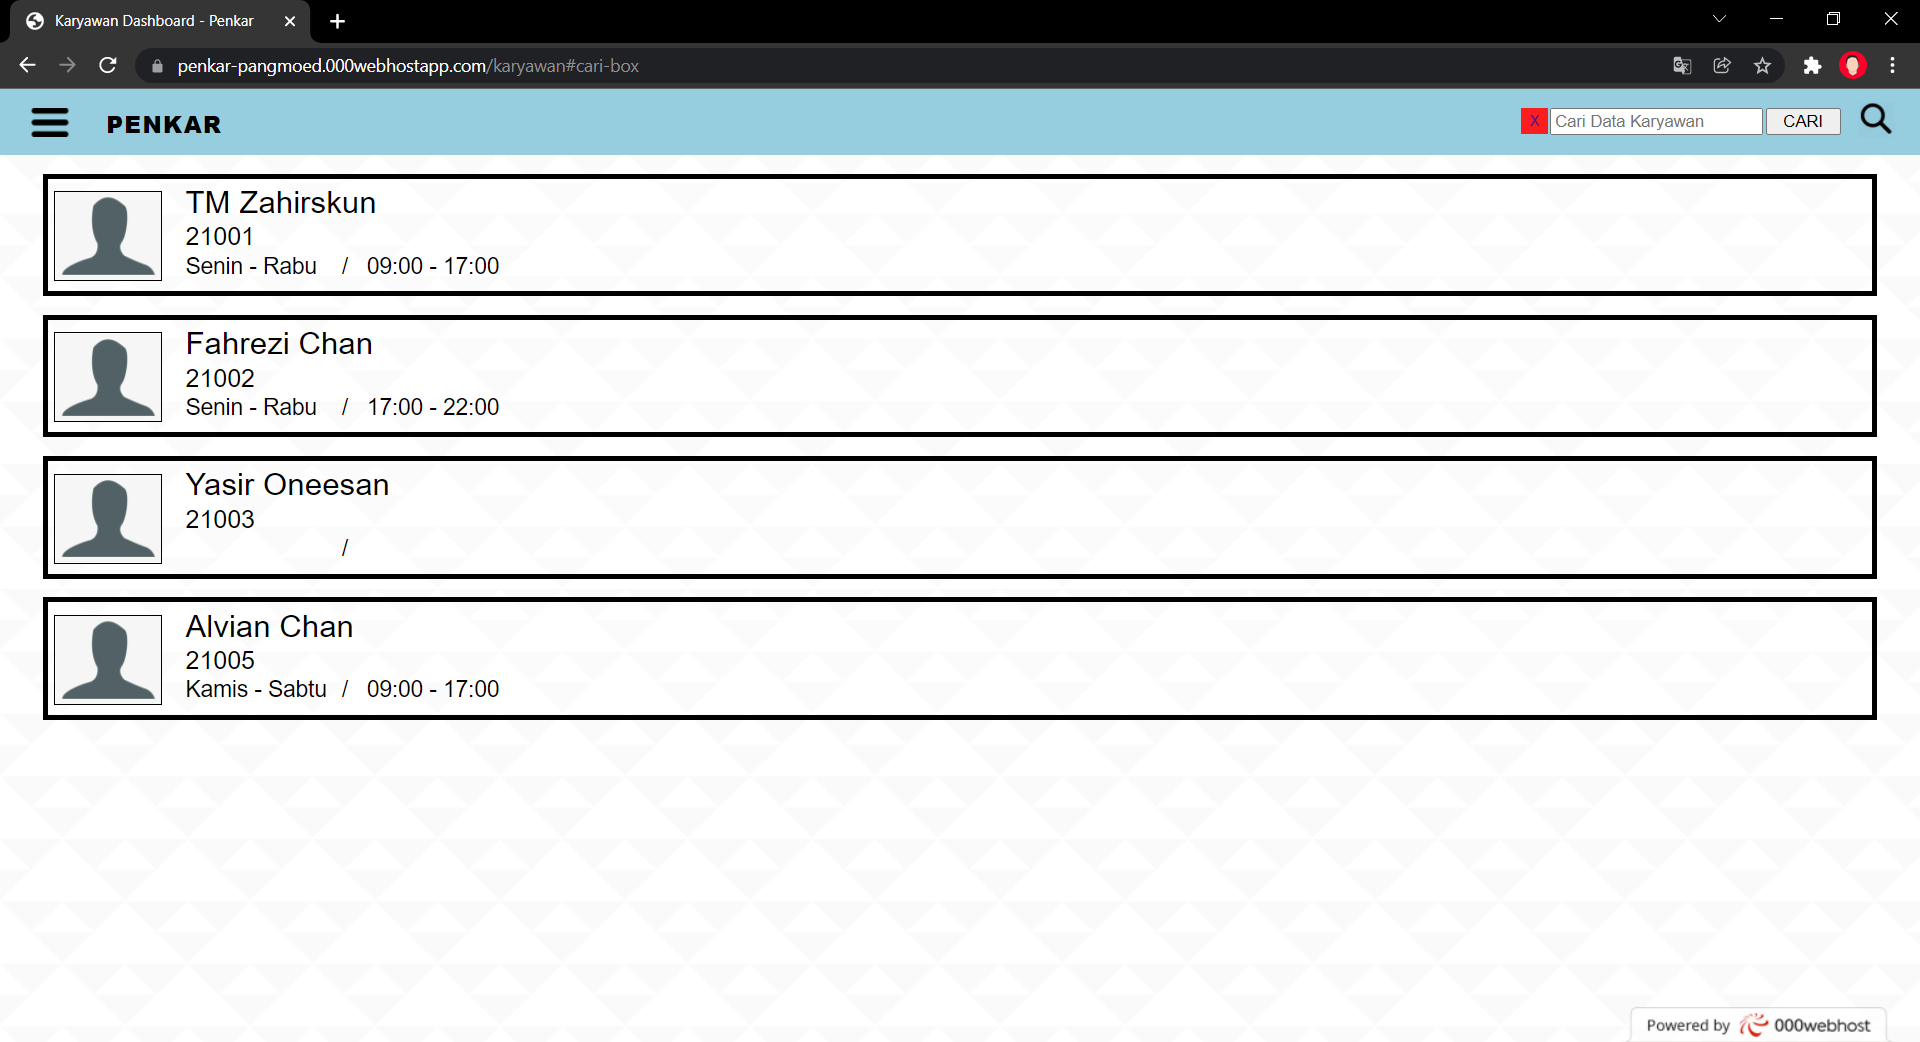 Karyawan Dashboard - Penkar
penkar-pangmoed.000webhostapp.com/karyawan#cari-box
PENKAR
X Cari Data Karyawan CARI
TM Zahirskun
21001
Senin - Rabu / 09:00 - 17:00
Fahrezi Chan
21002
Senin - Rabu / 17:00 - 22:00
Yasir Oneesan
21003
/
Alvian Chan
21005
Kamis - Sabtu / 09:00 - 17:00
Powered by 000webhost